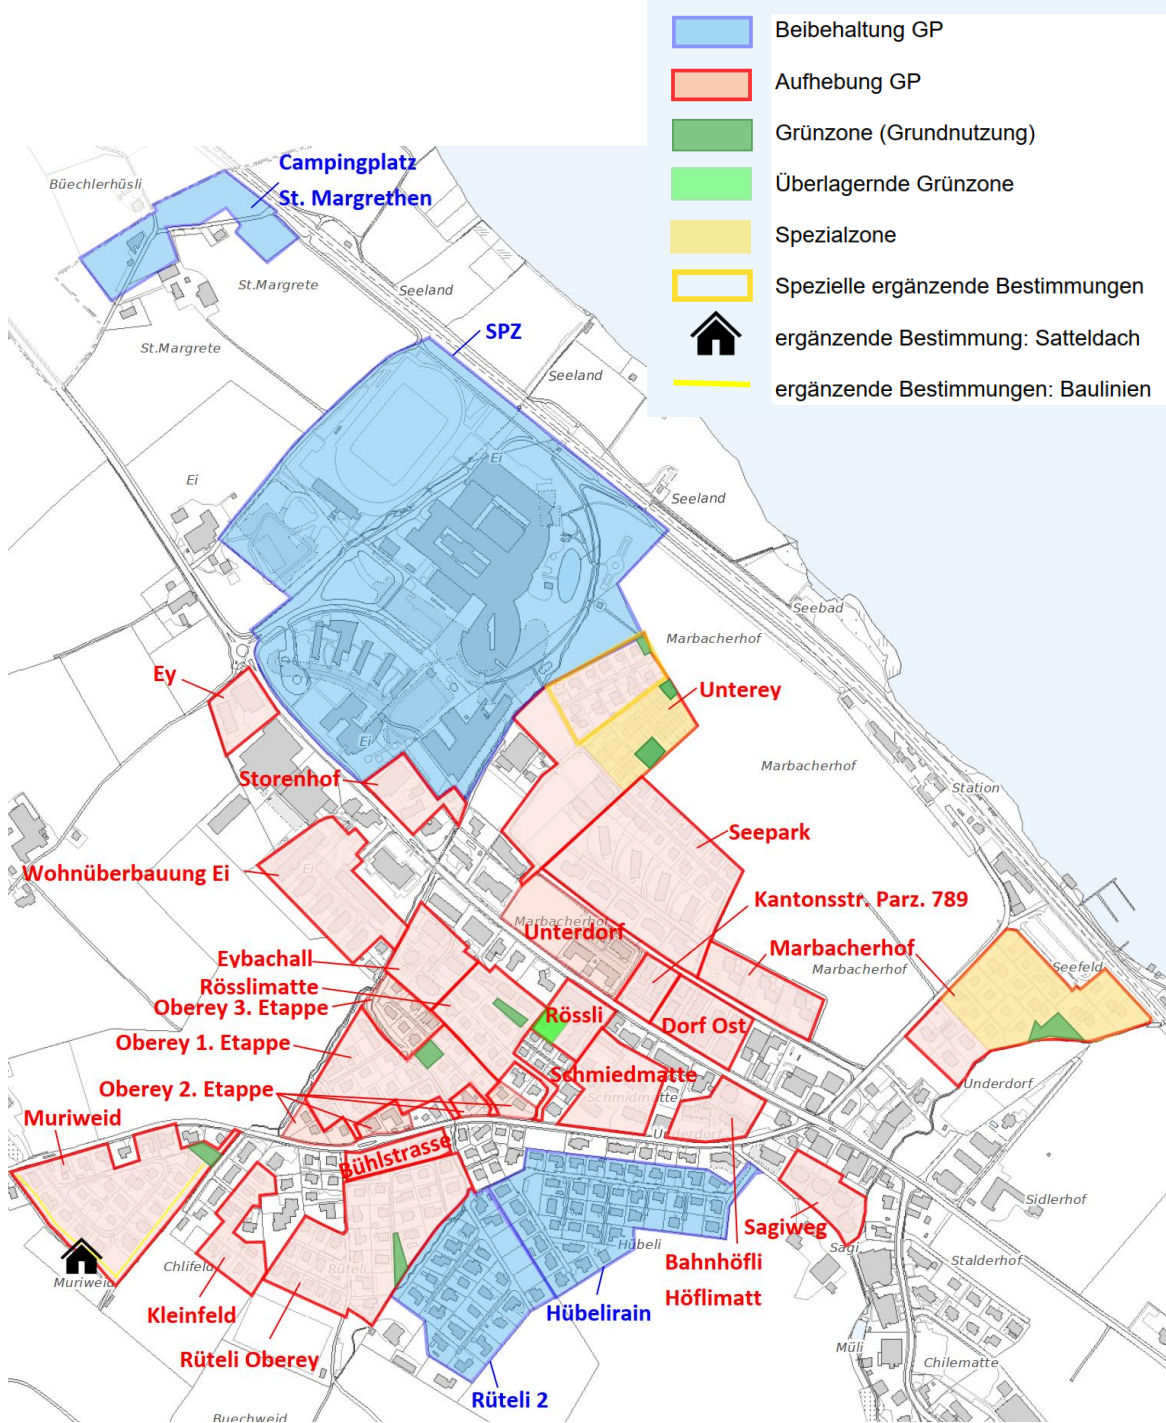 Beibehaltung GP
Aufhebung GP
Grünzone (Grundnutzung)
Überlagernde Grünzone
Spezialzone
Spezielle ergänzende Bestimmungen
ergänzende Bestimmung: Satteldach
ergänzende Bestimmungen: Baulinien
Campingplatz
St. Margrethen
Büechlerhüsli
St.Margrete
Seeland
SPZ
St.Margrete
Seeland
Ei
Ei
Seeland
Seebad
Marbacherhof
Ey
Unterey
Ei
Marbacherhof
Storenhof
Station
Seepark
Ei
Wohnüberbauung Ei
Kantonsstr. Parz. 789
Marbacherhof
Unterdorf
Marbacherhof
Eybachall
Marbacherhof
Seefeld
Rösslimatte
Oberey 3. Etappe
Rössli
Dorf Ost
Oberey 1. Etappe
Schmiedmatte
Oberey 2. Etappe
Schmidmatte
Underdorf
Muriweid
Underdorf
Bühlstrasse
Sidlerhof
Sagiweg
Hübeli
Sagi
Stalderhof
Bahnhöfli
Höflimatt
Chlifeld
Rüteli
Muriweid
Kleinfeld
Hübelirain
Müli
Rüteli Oberey
Chilematte
Rüteli 2
Buechweid